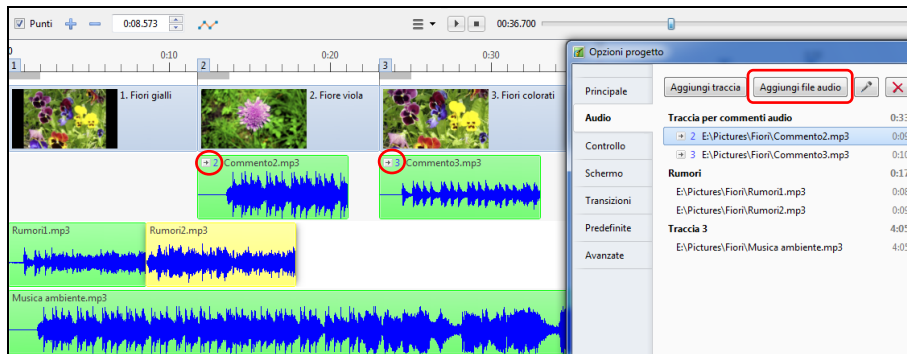 Punti
0:08.573
00:36.700
0
0:10
0:20
0:30
1
2
3
1. Fiori gialli
2. Fiore viola
3. Fiori colorati
2 Commento2.mp3
3 Commento3.mp3
Rumori1.mp3
Rumori2.mp3
Musica ambiente.mp3
Opzioni progetto
Principale
Audio
Controllo
Schermo
Transizioni
Predefinite
Avanzate
Aggiungi traccia
Aggiungi file audio
Traccia per commenti audio 0:33
2 E:\Pictures\Fiori\Commento2.mp3 0:09
3 E:\Pictures\Fiori\Commento3.mp3 0:10
Rumori 0:17
E:\Pictures\Fiori\Rumori1.mp3 0:08
E:\Pictures\Fiori\Rumori2.mp3 0:09
Traccia 3 4:05
E:\Pictures\Fiori\Musica ambiente.mp3 4:05